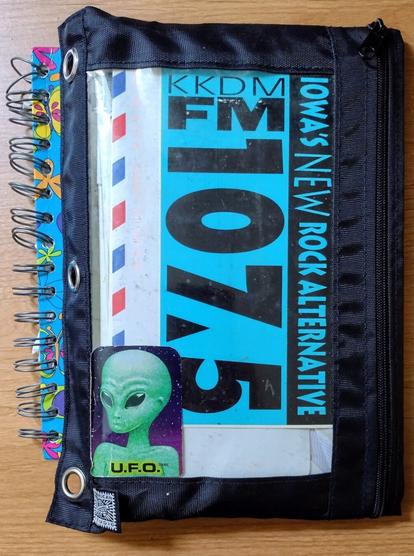 KKDM
FM
107.5
IOWA'S NEW ROCK ALTERNATIVE
U.F.O.